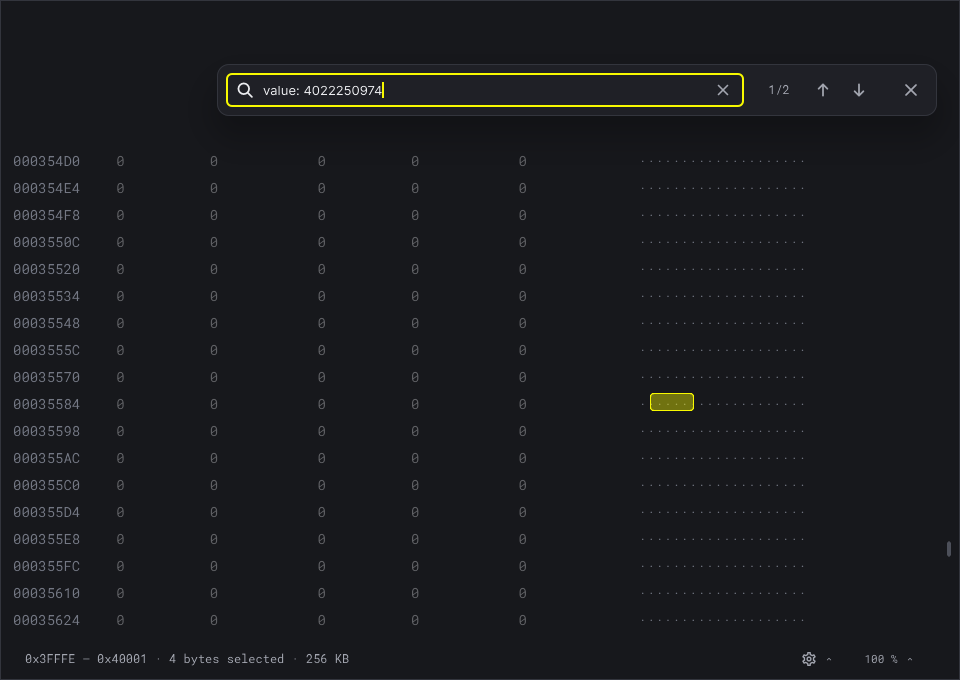 value: 4022250974 1/2
000354D0 0 0 0 0 0 ····················
000354E4 0 0 0 0 0 ····················
000354F8 0 0 0 0 0 ····················
0003550C 0 0 0 0 0 ····················
00035520 0 0 0 0 0 ····················
00035534 0 0 0 0 0 ····················
00035548 0 0 0 0 0 ····················
0003555C 0 0 0 0 0 ····················
00035570 0 0 0 0 0 ····················
00035584 0 0 0 0 0 ····················
00035598 0 0 0 0 0 ····················
000355AC 0 0 0 0 0 ····················
000355C0 0 0 0 0 0 ····················
000355D4 0 0 0 0 0 ····················
000355E8 0 0 0 0 0 ····················
000355FC 0 0 0 0 0 ····················
00035610 0 0 0 0 0 ····················
00035624 0 0 0 0 0 ····················
0x3FFFE — 0x40001 · 4 bytes selected · 256 KB 100 %